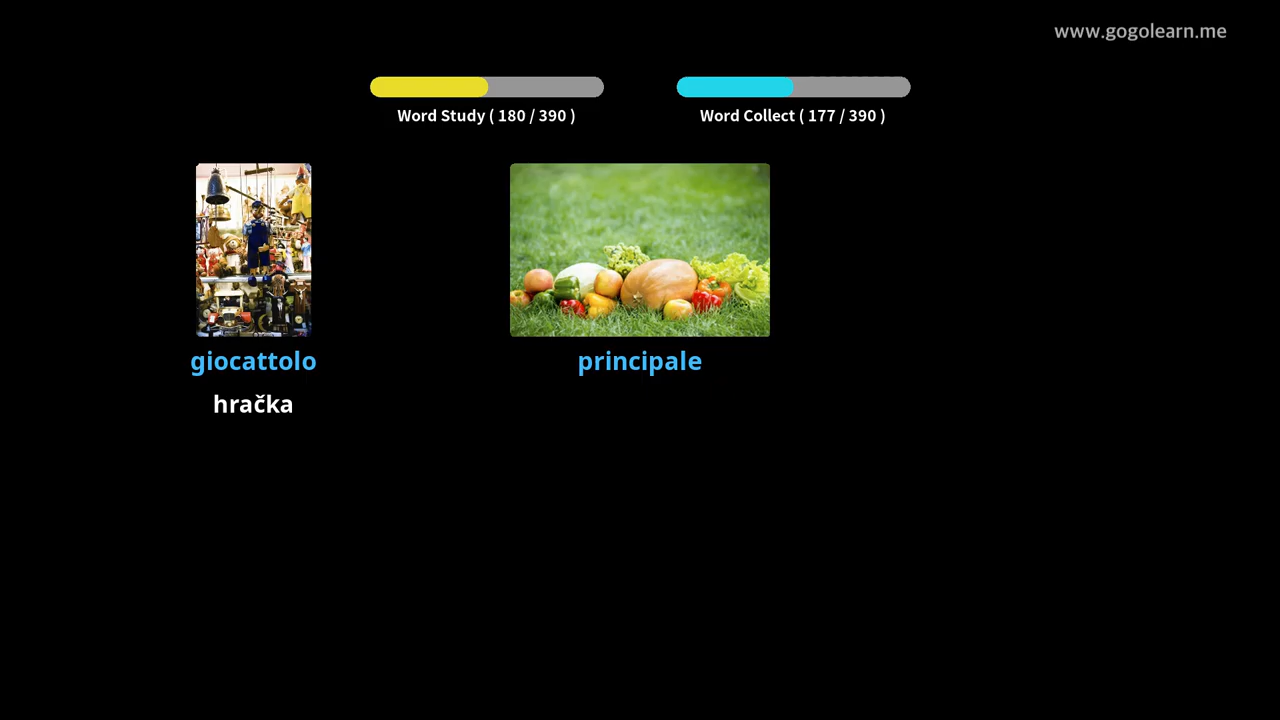 www.gogolearn.me
Word Study ( 180 / 390 )
Word Collect ( 177 / 390 )
giocattolo
principale
hračka